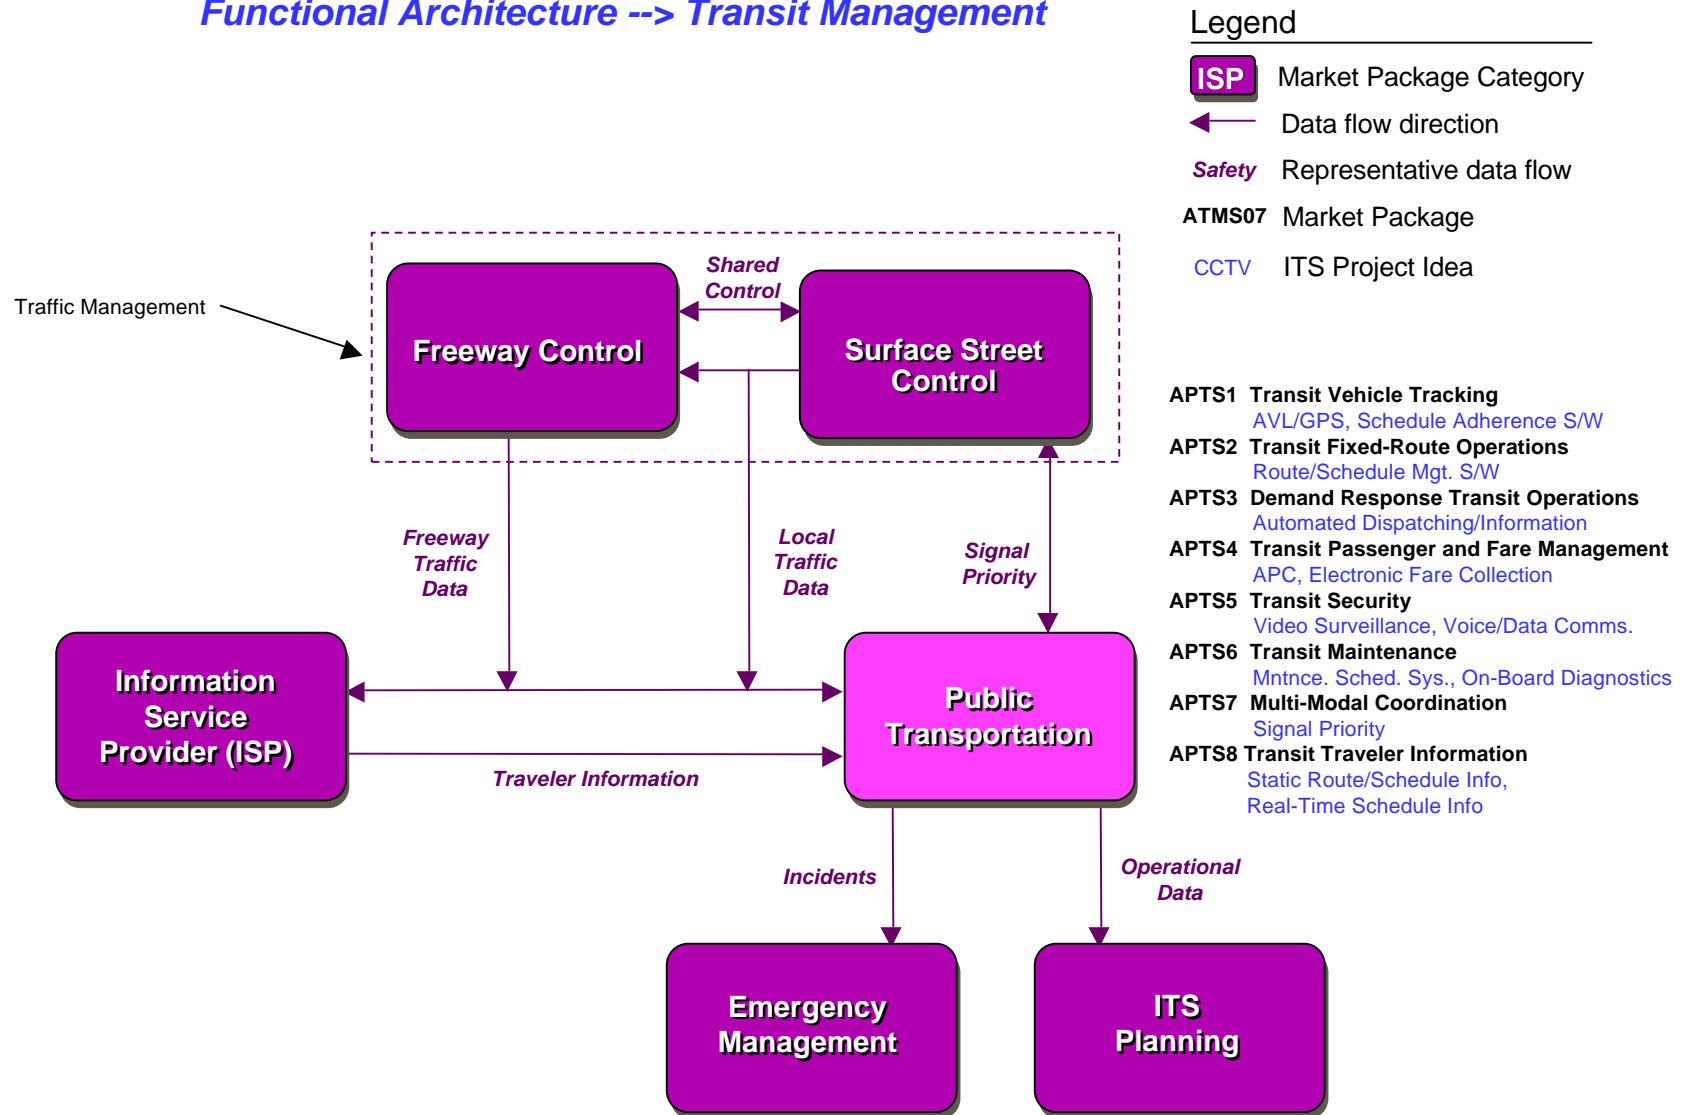 Functional Architecture --> Transit Management
Legend
ISP Market Package Category
Data flow direction
Safety Representative data flow
ATMS07 Market Package
CCTV ITS Project Idea
Traffic Management
Freeway Control
Shared
Control
Surface Street
Control
Freeway
Traffic
Data
Local
Traffic
Data
Signal
Priority
Information
Service
Provider (ISP)
Public
Transportation
Traveler Information
Incidents
Operational
Data
Emergency
Management
ITS
Planning
APTS1 Transit Vehicle Tracking
AVL/GPS, Schedule Adherence S/W
APTS2 Transit Fixed-Route Operations
Route/Schedule Mgt. S/W
APTS3 Demand Response Transit Operations
Automated Dispatching/Information
APTS4 Transit Passenger and Fare Management
APC, Electronic Fare Collection
APTS5 Transit Security
Video Surveillance, Voice/Data Comms.
APTS6 Transit Maintenance
Mntnce. Sched. Sys., On-Board Diagnostics
APTS7 Multi-Modal Coordination
Signal Priority
APTS8 Transit Traveler Information
Static Route/Schedule Info,
Real-Time Schedule Info